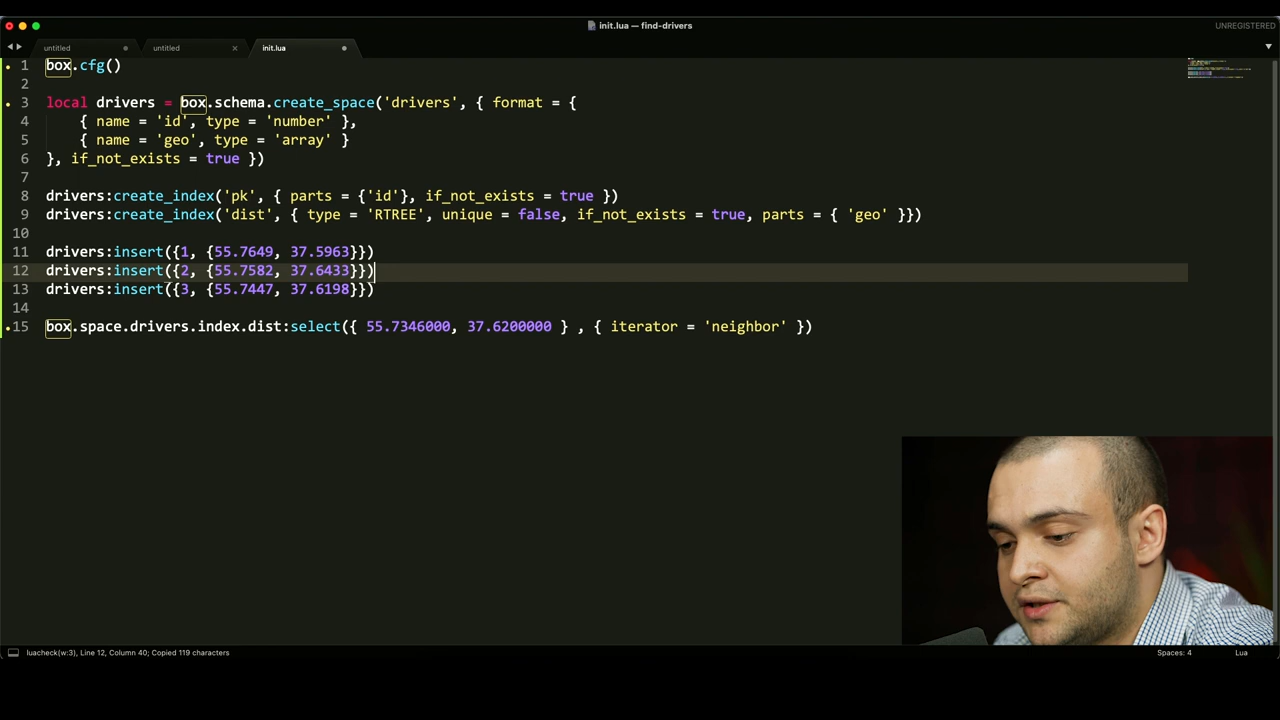 init.lua — find-drivers
UNREGISTERED
untitled
untitled
init.lua
1 box.cfg()
2
3 local drivers = box.schema.create_space('drivers', { format = {
4 { name = 'id', type = 'number' },
5 { name = 'geo', type = 'array' }
6 }, if_not_exists = true })
7
8 drivers:create_index('pk', { parts = {'id'}, if_not_exists = true })
9 drivers:create_index('dist', { type = 'RTREE', unique = false, if_not_exists = true, parts = { 'geo' }})
10
11 drivers:insert({1, {55.7649, 37.5963}})
12 drivers:insert({2, {55.7582, 37.6433}})
13 drivers:insert({3, {55.7447, 37.6198}})
14
15 box.space.drivers.index.dist:select({ 55.7346000, 37.6200000 } , { iterator = 'neighbor' })
luacheck(w:3), Line 12, Column 40; Copied 119 characters
Spaces: 4
Lua